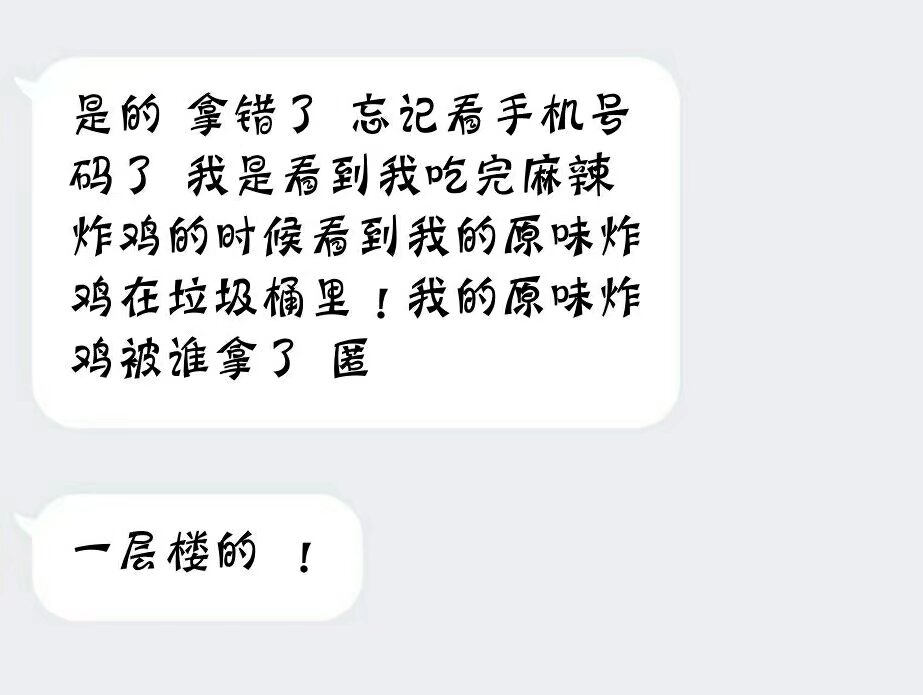 是的 拿错了 忘记看手机号
码了 我是看到我吃完麻辣
炸鸡的时候看到我的原味炸
鸡在垃圾桶里！我的原味炸
鸡被谁拿了 匿
一层楼的 ！